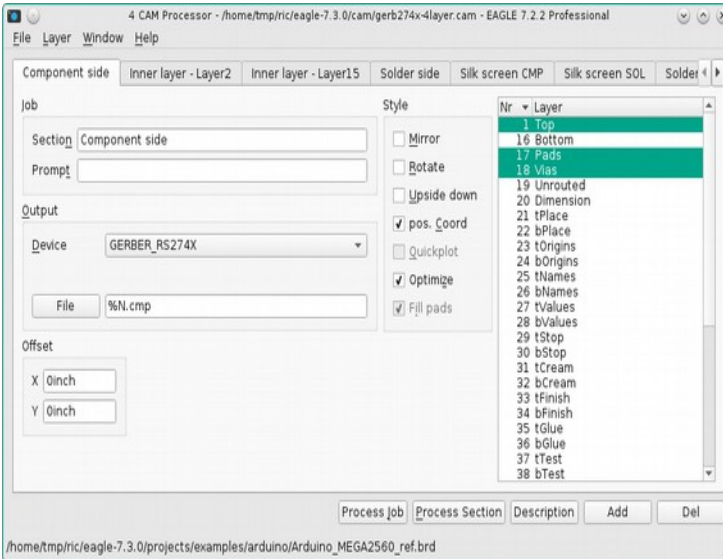 4 CAM Processor - /home/tmp/ric/eagle-7.3.0/cam/gerb274x-4layer.cam - EAGLE 7.2.2 Professional
File Layer Window Help
Component side Inner layer - Layer2 Inner layer - Layer15 Solder side Silk screen CMP Silk screen SOL Solder
Job
Section Component side
Prompt
Output
Device GERBER_RS274X
File %N.cmp
Offset
X 0inch
Y 0inch
Style
Mirror
Rotate
Upside down
pos. Coord
Quickplot
Optimize
Fill pads
Nr Layer
1 Top
16 Bottom
17 Pads
18 Vias
19 Unrouted
20 Dimension
21 tPlace
22 bPlace
23 tOrigins
24 bOrigins
25 tNames
26 bNames
27 tValues
28 bValues
29 tStop
30 bStop
31 tCream
32 bCream
33 tFinish
34 bFinish
35 tGlue
36 bGlue
37 tTest
38 bTest
Process Job Process Section Description Add Del
/home/tmp/ric/eagle-7.3.0/projects/examples/arduino/Arduino_MEGA2560_ref.brd